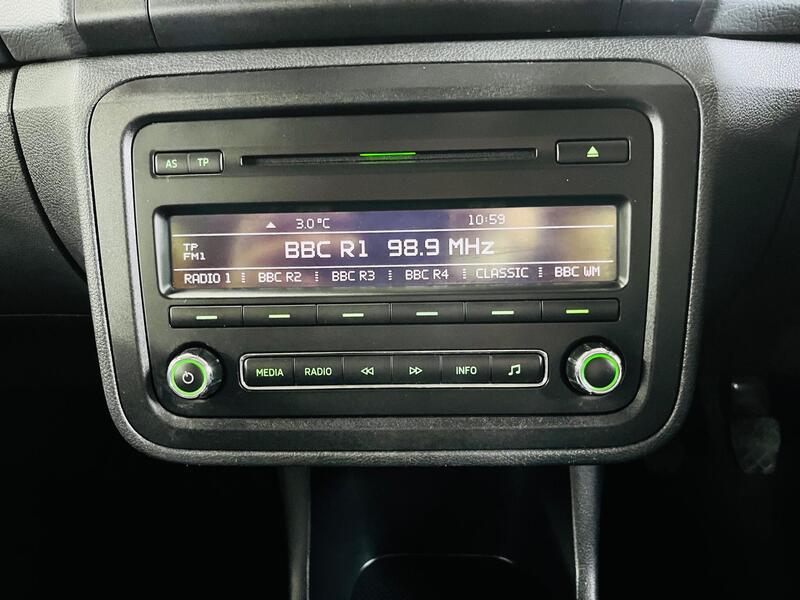 AS TP
3.0°C 10:59
TP
FM1
BBC R1 98.9 MHz
RADIO 1 BBC R2 BBC R3 BBC R4 CLASSIC BBC WM
MEDIA RADIO INFO